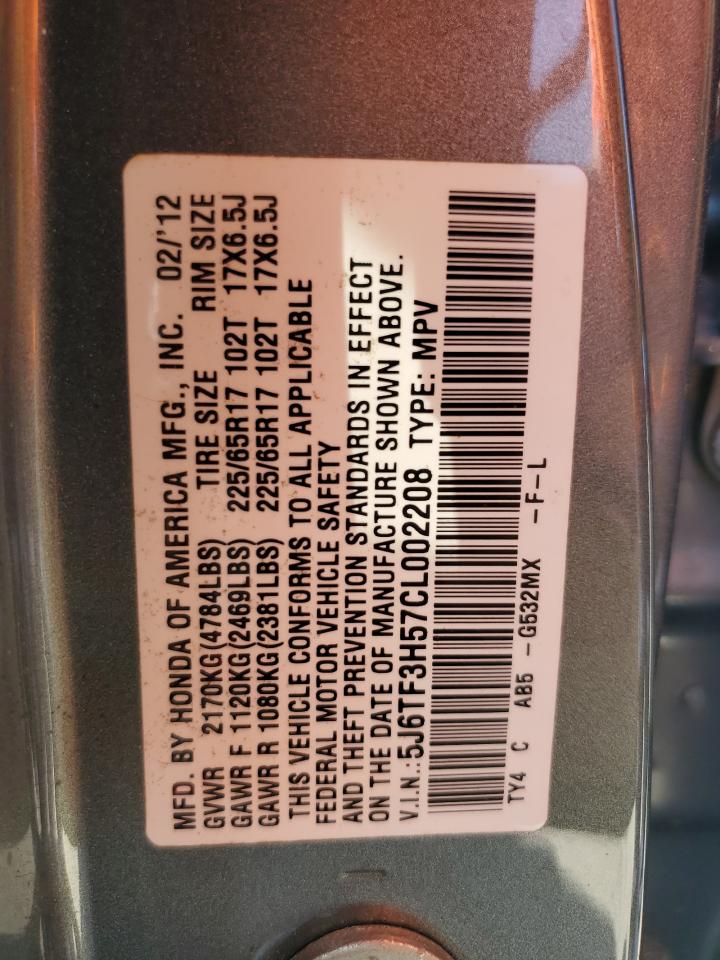 MFD. BY HONDA OF AMERICA MFG., INC. 02/'12
GVWR 2170KG(4784LBS) TIRE SIZE RIM SIZE
GAWR F 1120KG(2469LBS) 225/65R17 102T 17X6.5J
GAWR R 1080KG(2381LBS) 225/65R17 102T 17X6.5J
THIS VEHICLE CONFORMS TO ALL APPLICABLE
FEDERAL MOTOR VEHICLE SAFETY
AND THEFT PREVENTION STANDARDS IN EFFECT
ON THE DATE OF MANUFACTURE SHOWN ABOVE.
V.I.N.:5J6TF3H57CL002208 TYPE: MPV
TY4 C AB5 -G532MX -F-L